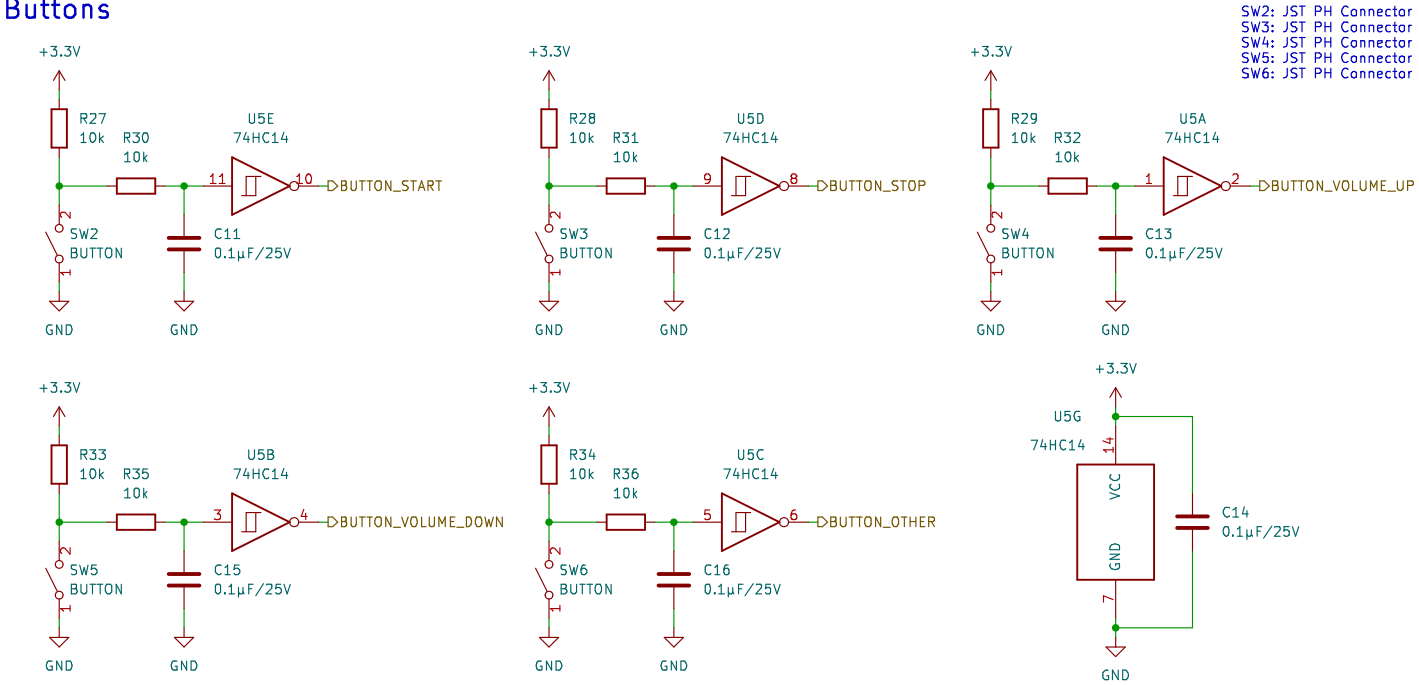 Buttons
SW2: JST PH Connector
SW3: JST PH Connector
SW4: JST PH Connector
SW5: JST PH Connector
SW6: JST PH Connector
+3.3V
R27
10k
R30
10k
U5E
74HC14
11
10
BUTTON_START
2
SW2
BUTTON
1
C11
0.1µF/25V
GND
GND
+3.3V
R28
10k
R31
10k
U5D
74HC14
9
8
BUTTON_STOP
2
SW3
BUTTON
1
C12
0.1µF/25V
GND
GND
+3.3V
R29
10k
R32
10k
U5A
74HC14
1
2
BUTTON_VOLUME_UP
2
SW4
BUTTON
1
C13
0.1µF/25V
GND
GND
+3.3V
R33
10k
R35
10k
U5B
74HC14
3
4
BUTTON_VOLUME_DOWN
2
SW5
BUTTON
1
C15
0.1µF/25V
GND
GND
+3.3V
R34
10k
R36
10k
U5C
74HC14
5
6
BUTTON_OTHER
2
SW6
BUTTON
1
C16
0.1µF/25V
GND
GND
+3.3V
U5G
74HC14
14
VCC
GND
7
C14
0.1µF/25V
GND